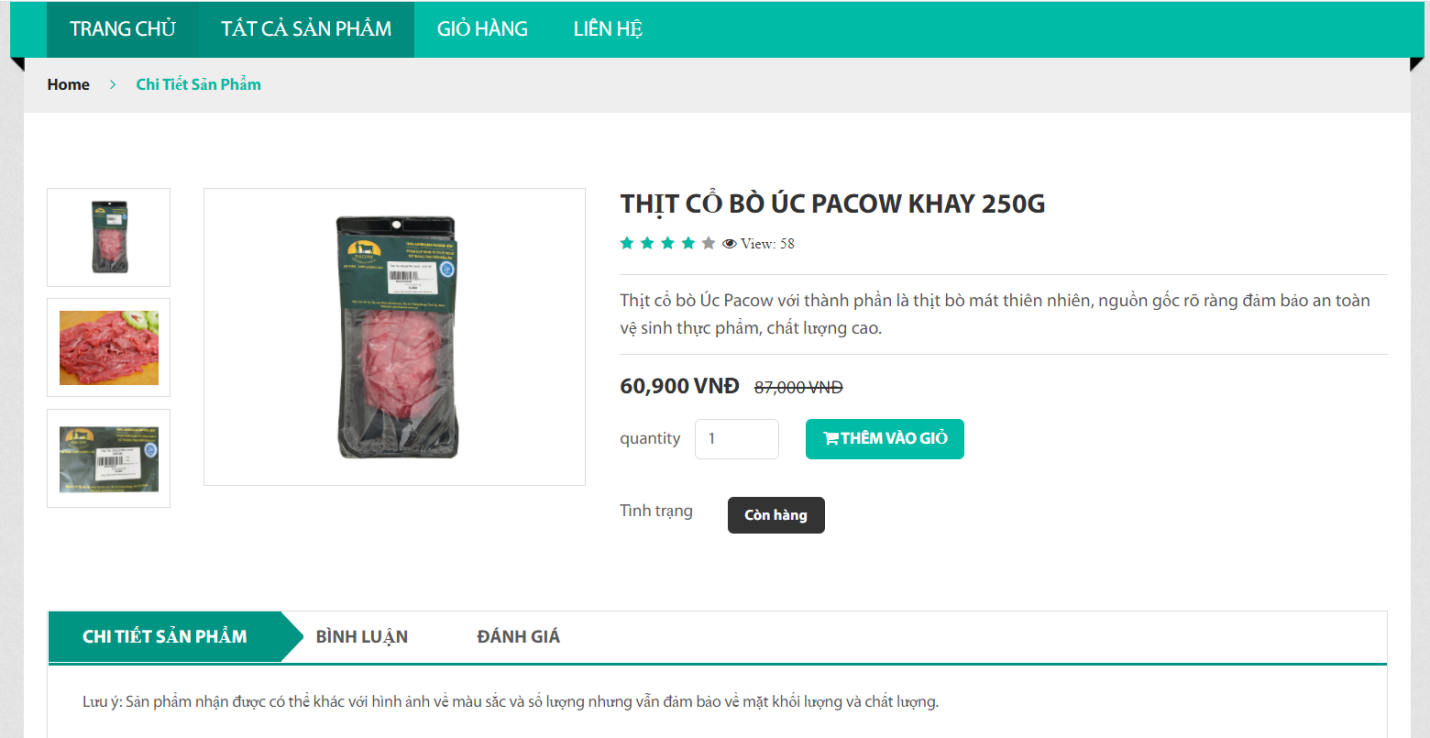 TRANG CHỦ TẤT CẢ SẢN PHẨM GIỎ HÀNG LIÊN HỆ
Home > Chi Tiết Sản Phẩm
THỊT CỔ BÒ ÚC PACOW KHAY 250G
View: 58
Thịt cổ bò Úc Pacow với thành phần là thịt bò mát thiên nhiên, nguồn gốc rõ ràng đảm bảo an toàn
vệ sinh thực phẩm, chất lượng cao.
60,900 VNĐ 87,000 VNĐ
quantity 1 THÊM VÀO GIỎ
Tình trạng Còn hàng
CHI TIẾT SẢN PHẨM BÌNH LUẬN ĐÁNH GIÁ
Lưu ý: Sản phẩm nhận được có thể khác với hình ảnh về màu sắc và số lượng nhưng vẫn đảm bảo về mặt khối lượng và chất lượng.
PACOW